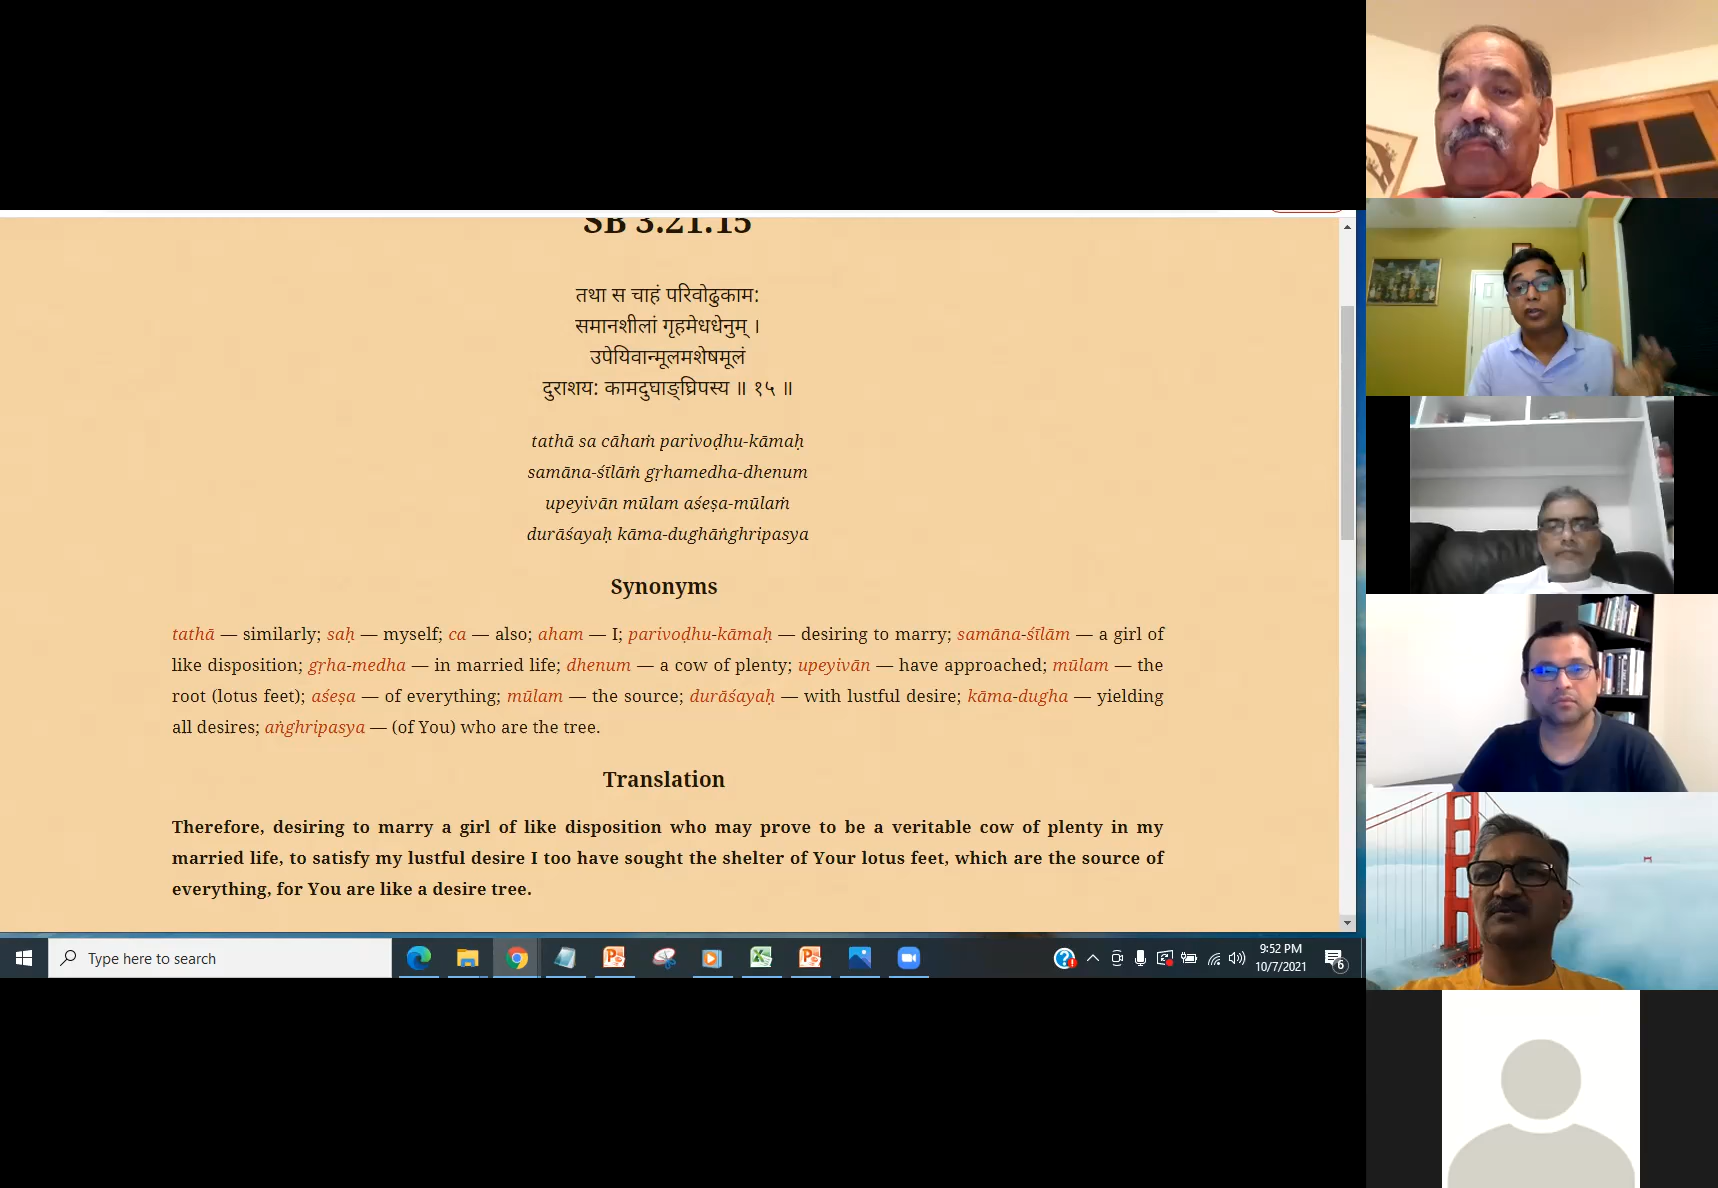 SB 3.21.15
तथा स चाहं परिवोढुकाम:
समानशीलां गृहमेधधेनुम् ।
उपेयिवान्मूलमशेषमूलं
दुराशय: कामदुघाङ्‌घ्रिपस्य ॥ १५ ॥
tathā sa cāhaṁ parivoḍhu-kāmaḥ
samāna-śīlāṁ gṛhamedha-dhenum
upeyivān mūlam aśeṣa-mūlaṁ
durāśayaḥ kāma-dughāṅghripasya
Synonyms
tathā — similarly; saḥ — myself; ca — also; aham — I; parivoḍhu-kāmaḥ — desiring to marry; samāna-śīlām — a girl of
like disposition; gṛha-medha — in married life; dhenum — a cow of plenty; upeyivān — have approached; mūlam — the
root (lotus feet); aśeṣa — of everything; mūlam — the source; durāśayaḥ — with lustful desire; kāma-dugha — yielding
all desires; aṅghripasya — (of You) who are the tree.
Translation
Therefore, desiring to marry a girl of like disposition who may prove to be a veritable cow of plenty in my
married life, to satisfy my lustful desire I too have sought the shelter of Your lotus feet, which are the source of
everything, for You are like a desire tree.
Type here to search
9:52 PM
10/7/2021
6